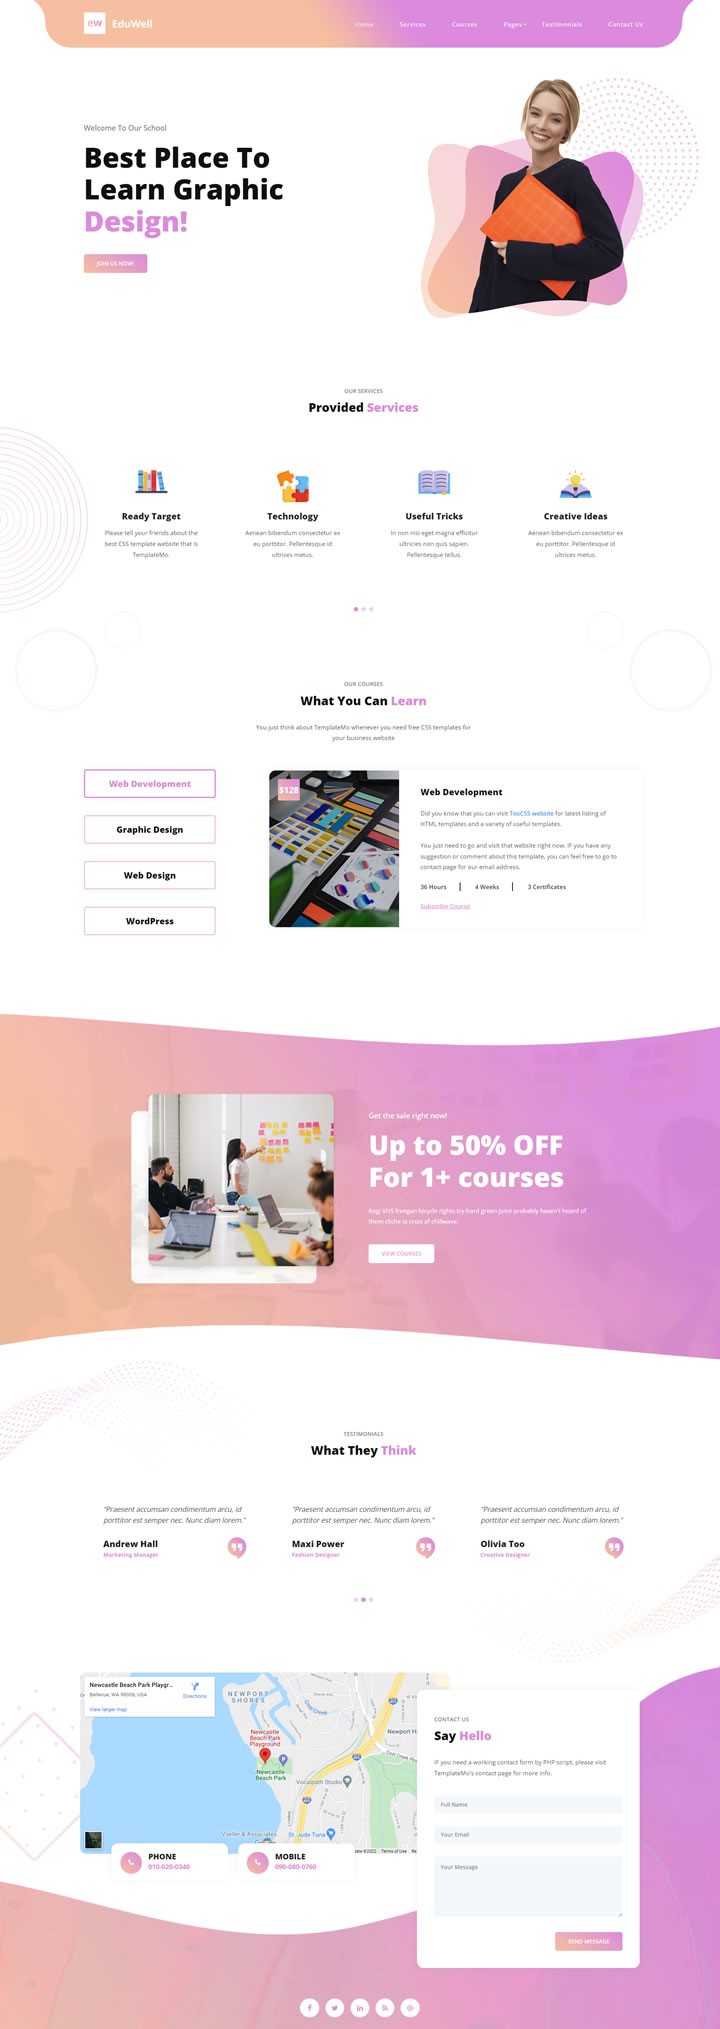 ew EduWell
Home Services Courses Pages Testimonials Contact Us
Welcome To Our School
Best Place To
Learn Graphic
Design!
JOIN US NOW!
OUR SERVICES
Provided Services
Ready Target
Please tell your friends about the
best CSS template website that is
TemplateMo.
Technology
Aenean bibendum consectetur ex
eu porttitor. Pellentesque id
ultrices metus.
Useful Tricks
In non nisi eget magna efficitur
ultricies non quis sapien.
Pellentesque tellus.
Creative Ideas
Aenean bibendum consectetur ex
eu porttitor. Pellentesque id
ultrices metus.
OUR COURSES
What You Can Learn
You just think about TemplateMo whenever you need free CSS templates for
your business website
Web Development
Graphic Design
Web Design
WordPress
$128
Web Development
Did you know that you can visit TooCSS website for latest listing of
HTML templates and a variety of useful templates.
You just need to go and visit that website right now. IF you have any
suggestion or comment about this template, you can feel free to go to
contact page for our email address.
36 Hours 4 Weeks 3 Certificates
Subscribe Course
Get the sale right now!
Up to 50% OFF
For 1+ courses
Kogi VHS freegan bicycle rights try-hard green juice probably haven't heard of
them cliche la croix af chillwave.
VIEW COURSES
TESTIMONIALS
What They Think
"Praesent accumsan condimentum arcu, id
porttitor est semper nec. Nunc diam lorem."
Andrew Hall
Marketing Manager
"Praesent accumsan condimentum arcu, id
porttitor est semper nec. Nunc diam lorem."
Maxi Power
Fashion Designer
"Praesent accumsan condimentum arcu, id
porttitor est semper nec. Nunc diam lorem."
Olivia Too
Creative Designer
Newcastle Beach Park Playgr...
Bellevue, WA 98006, USA
Directions
View larger map
NEWPORT
SHORES
Newcastle
Beach Park
Playground
Newcastle
Beach Park
Newport H
Vocalpath Studio
Voeller & Associates
St. Jude Tuna
©2022 Terms of Use
PHONE
010-020-0340
MOBILE
090-080-0760
CONTACT US
Say Hello
IF you need a working contact form by PHP script, please visit
TemplateMo's contact page for more info.
Full Name
Your Email
Your Message
SEND MESSAGE